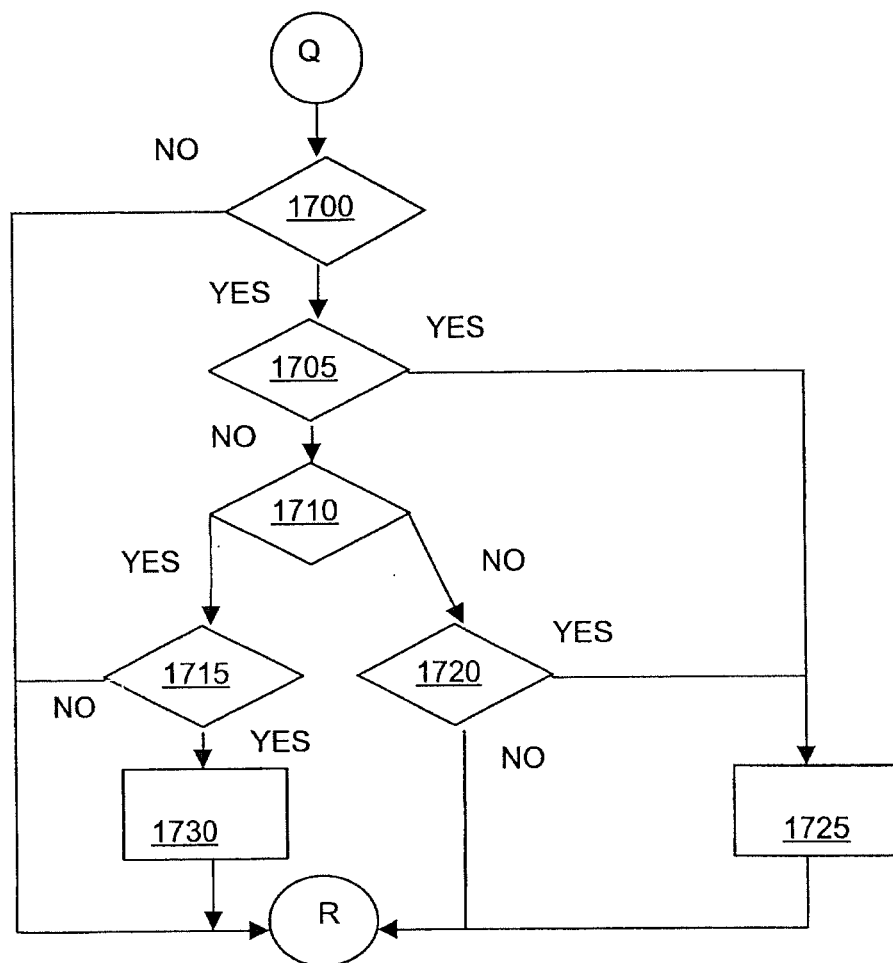 Q
NO
1700
YES
YES
1705
NO
1710
YES
NO
YES
1715
1720
NO
YES
NO
1730
1725
R